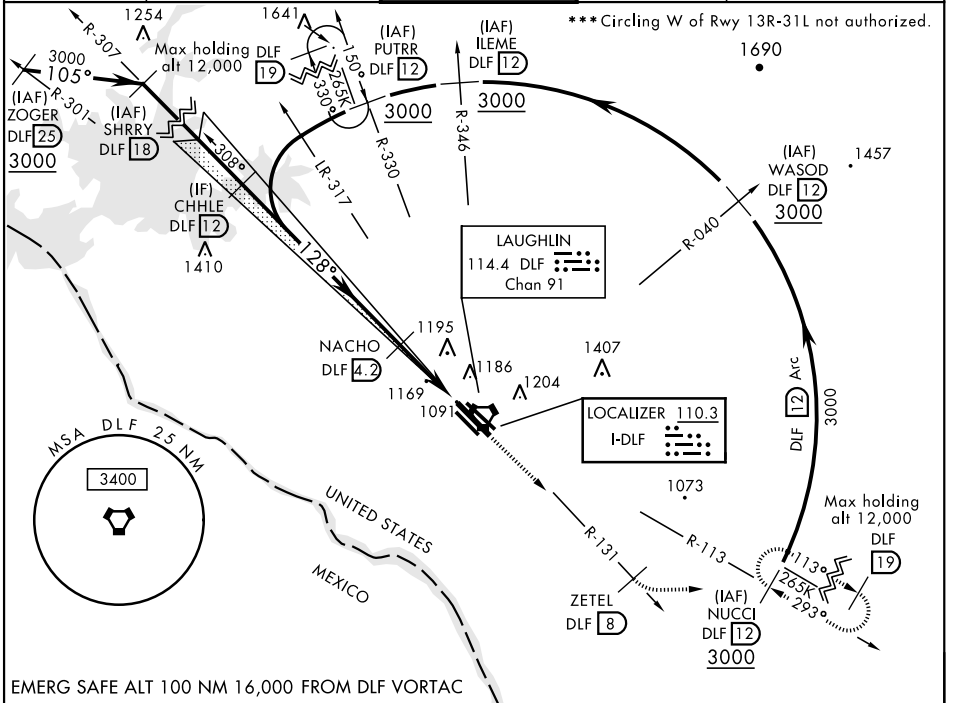 ***Circling W of Rwy 13R-31L not authorized.
1254
1641
1690
R-307
Max holding
alt 12,000
DLF
19
(IAF)
PUTRR
DLF 12
3000
(IAF)
ILEME
DLF 12
3000
3000
105°
R-301
(IAF)
ZOGER
DLF 25
3000
(IAF)
SHRRY
DLF 18
150°
265K
330°
R-330
R-346
LR-317
308°
(IF)
CHHLE
DLF 12
1410
128°
(IAF)
WASOD
DLF 12
3000
1457
R-040
LAUGHLIN
114.4 DLF
Chan 91
NACHO
DLF 4.2
1195
1186
1169
1204
1407
1091
LOCALIZER 110.3
I-DLF
DLF 12 Arc
3000
1073
MSA DLF 25 NM
3400
UNITED STATES
MEXICO
R-131
R-113
Max holding
alt 12,000
DLF
19
113°
265K
293°
ZETEL
DLF 8
(IAF)
NUCCI
DLF 12
3000
EMERG SAFE ALT 100 NM 16,000 FROM DLF VORTAC